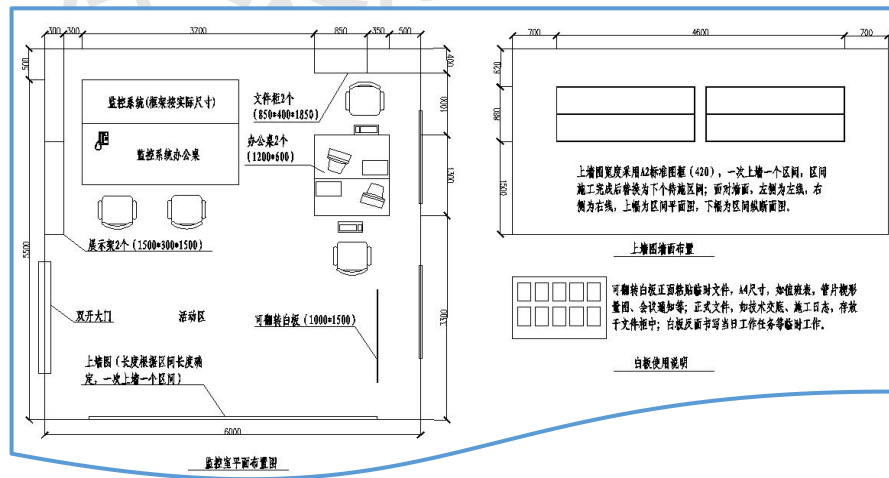 300 300 3700 850 350 500
500
5500
400
1000
1300
3300
监控系统(框架按实际尺寸)
监控系统办公桌
文件柜2个
(850*400*1850)
办公桌2个
(1200*600)
展示架2个(1500*300*1500)
双开大门
活动区
可翻转白板(1000*1500)
上墙图(长度根据区间长度确
定,一次上墙一个区间)
6000
监控室平面布置图
700 4600 700
620
880
1500
上墙图宽度采用A2标准图框(420),一次上墙一个区间,区间
施工完成后替换为下个待施区间;面对墙面,左侧为左线,右
侧为右线,上幅为区间平面图,下幅为区间纵断面图。
上墙图墙面布置
可翻转白板正面粘贴临时文件,A4尺寸,如值班表,管片楔形
量图、会议通知等;正式文件,如技术交底、施工日志,存放
于文件柜中;白板反面书写当日工作任务等临时工作。
白板使用说明